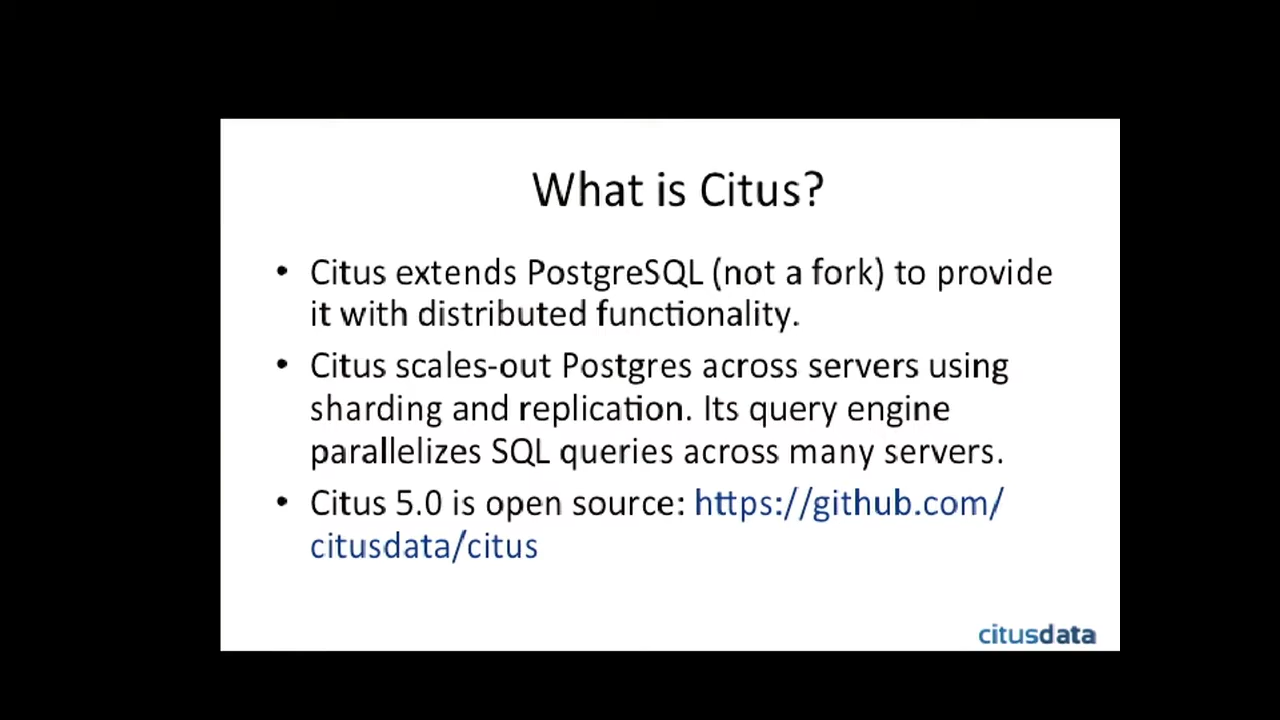 What is Citus?
• Citus extends PostgreSQL (not a fork) to provide
it with distributed functionality.
• Citus scales-out Postgres across servers using
sharding and replication. Its query engine
parallelizes SQL queries across many servers.
• Citus 5.0 is open source: https://github.com/
citusdata/citus
citusdata